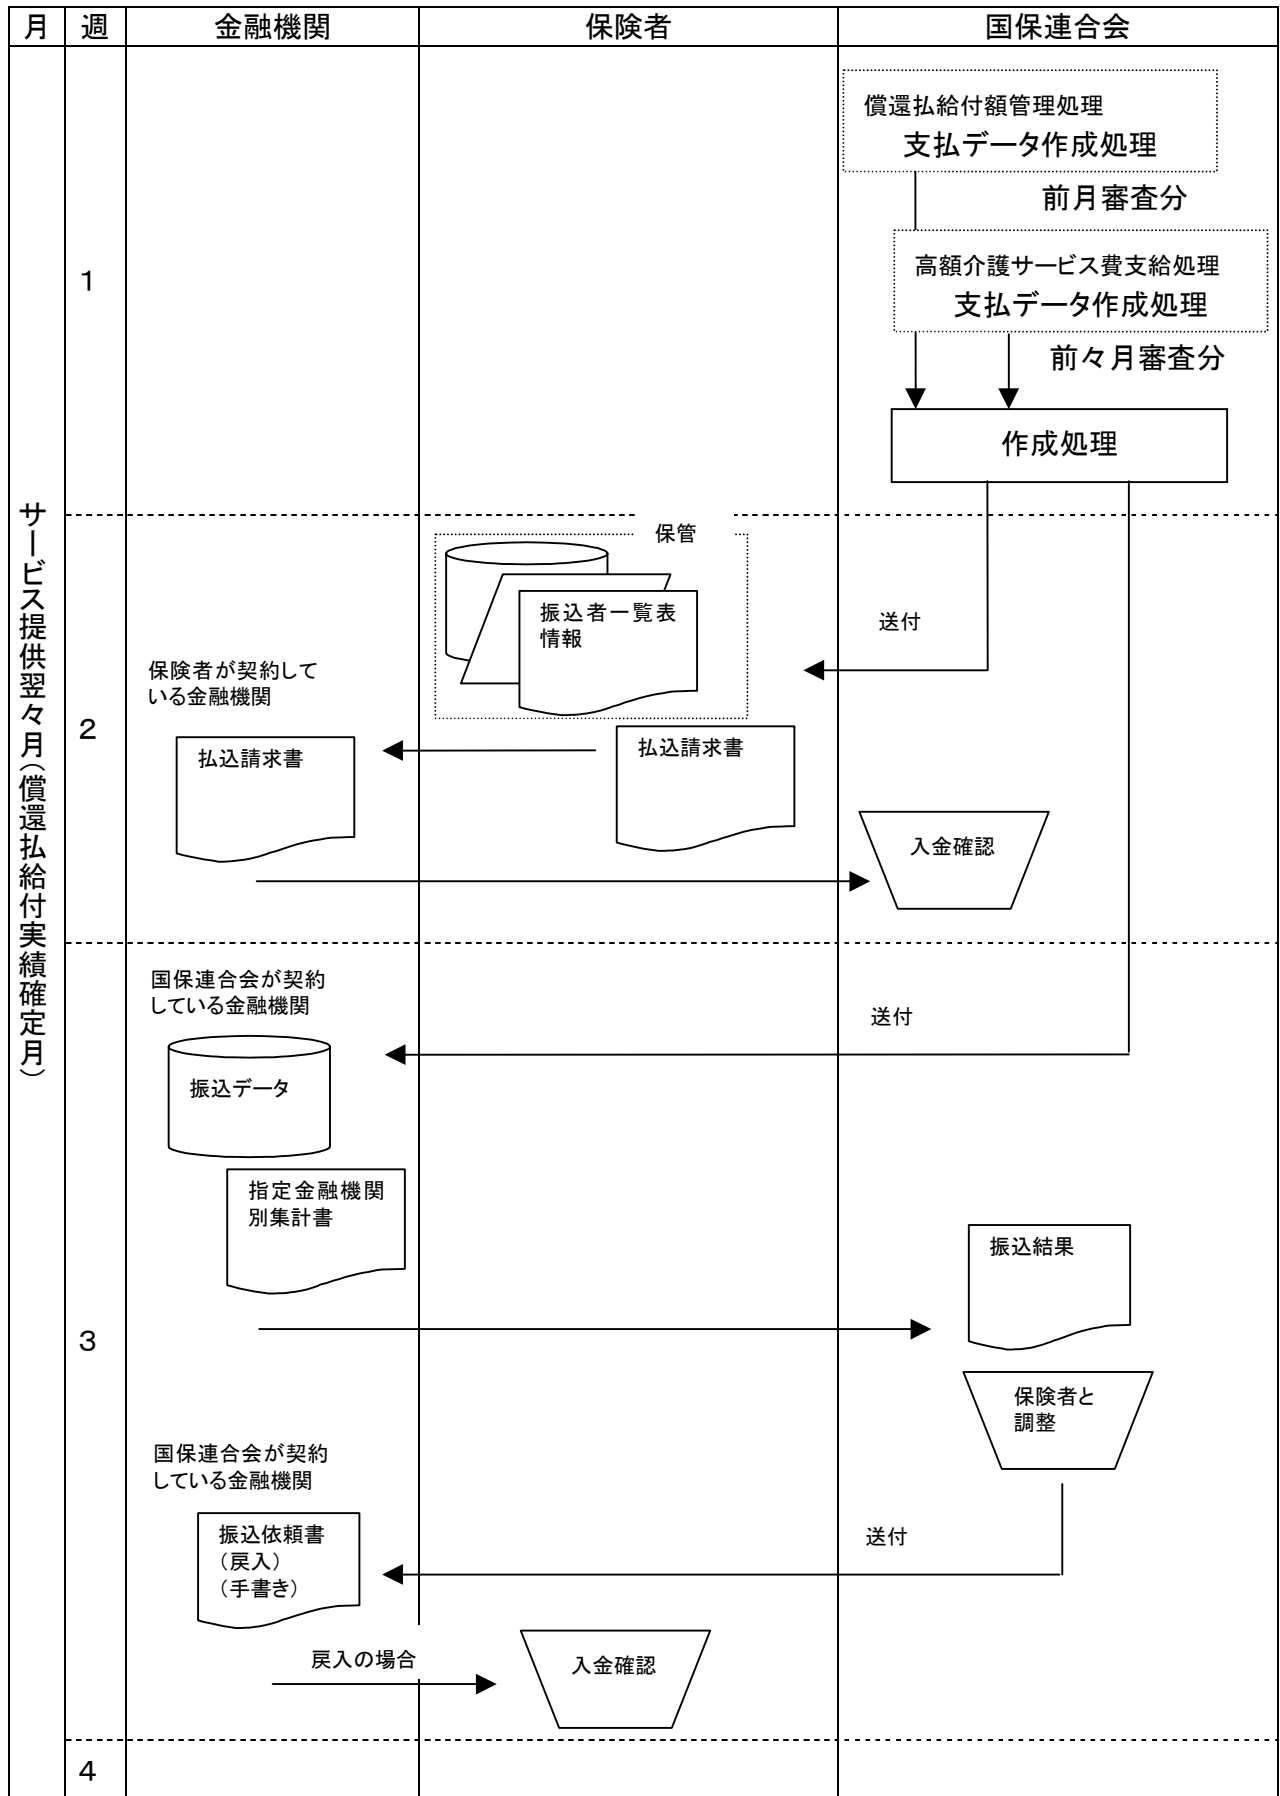 月 週 金融機関 保険者 国保連合会
サービス提供翌々月（償還払給付実績確定月）
1
償還払給付額管理処理
支払データ作成処理
前月審査分
高額介護サービス費支給処理
支払データ作成処理
前々月審査分
作成処理
2
保管
振込者一覧表
情報
送付
保険者が契約して
いる金融機関
払込請求書
払込請求書
入金確認
3
国保連合会が契約
している金融機関
送付
振込データ
指定金融機関
別集計書
振込結果
保険者と
調整
国保連合会が契約
している金融機関
振込依頼書
（戻入）
（手書き）
送付
戻入の場合
入金確認
4